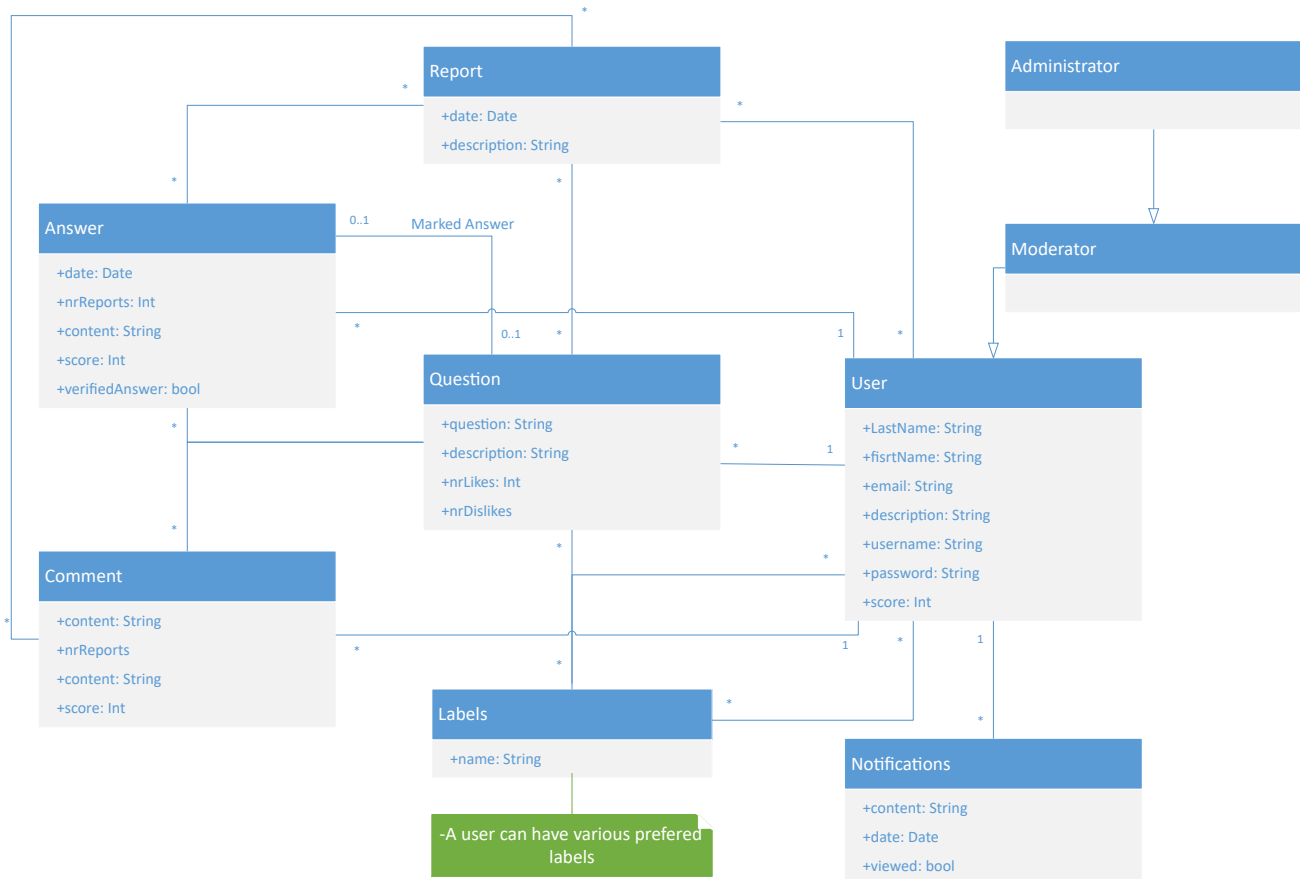 *
Report
+date: Date
+description: String
Administrator
*
*
*
*
Answer
+date: Date
+nrReports: Int
+content: String
+score: Int
+verifiedAnswer: bool
0..1
Marked Answer
Moderator
*
1
0..1
*
*
Question
+question: String
+description: String
+nrLikes: Int
+nrDislikes
User
+LastName: String
+fisrtName: String
+email: String
+description: String
+username: String
+password: String
+score: Int
*
*
1
*
*
*
Comment
+content: String
+nrReports
+content: String
+score: Int
*
*
1
*
1
*
*
*
Labels
+name: String
-A user can have various prefered
labels
Notifications
+content: String
+date: Date
+viewed: bool